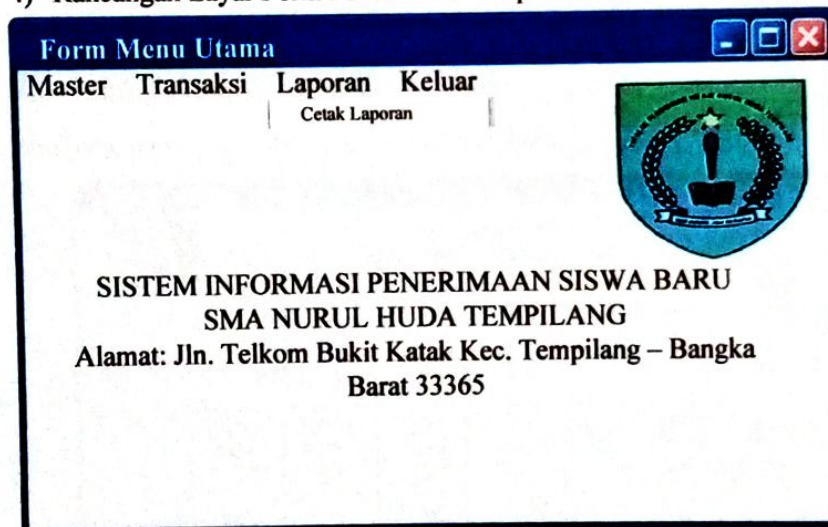 Form Menu Utama
Master Transaksi Laporan Keluar
Cetak Laporan
SISTEM INFORMASI PENERIMAAN SISWA BARU
SMA NURUL HUDA TEMPILANG
Alamat: Jln. Telkom Bukit Katak Kec. Tempilang – Bangka
Barat 33365